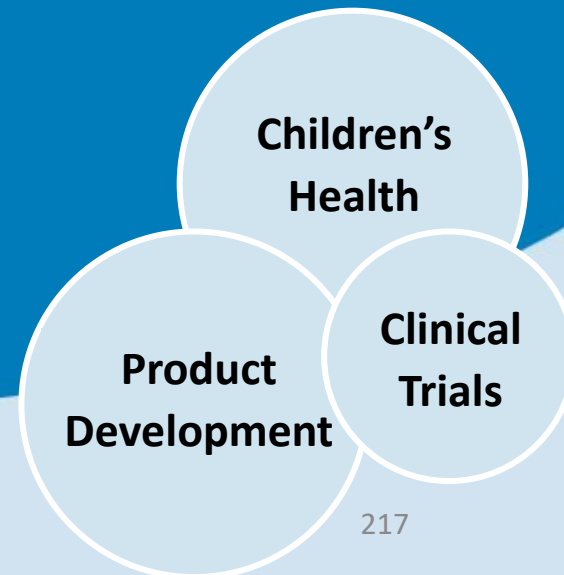 Children’s
Health
Clinical
Trials
Product
Development
217